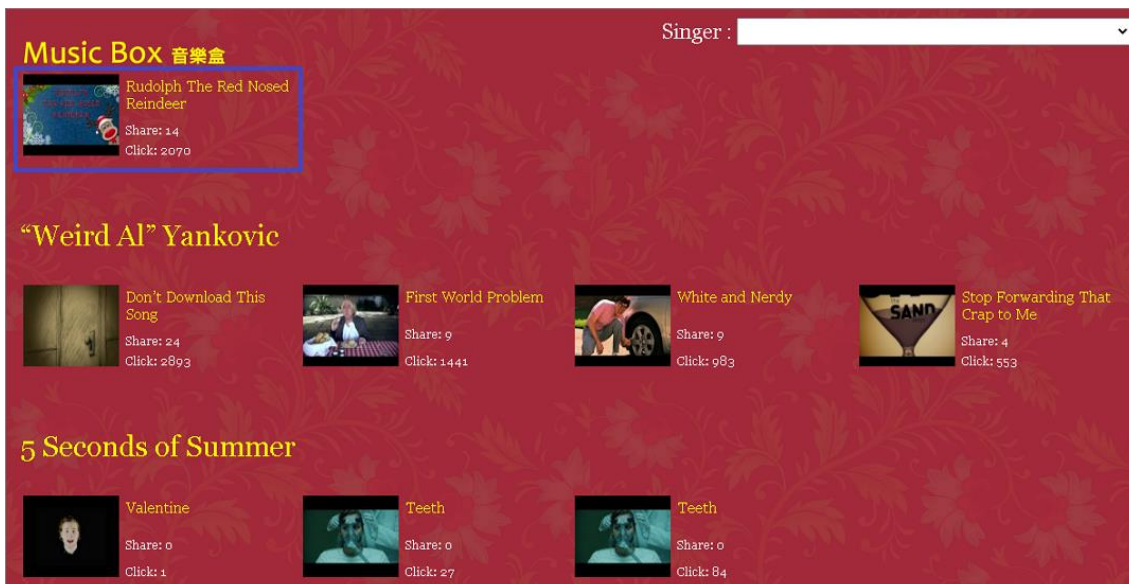 Singer :
Music Box 音樂盒
Rudolph The Red Nosed
Reindeer
Share: 14
Click: 2070
“Weird Al” Yankovic
Don’t Download This
Song
Share: 24
Click: 2893
First World Problem
Share: 9
Click: 1441
White and Nerdy
Share: 9
Click: 983
SAND
Stop Forwarding That
Crap to Me
Share: 4
Click: 553
5 Seconds of Summer
Valentine
Share: 0
Click: 1
Teeth
Share: 0
Click: 27
Teeth
Share: 0
Click: 84